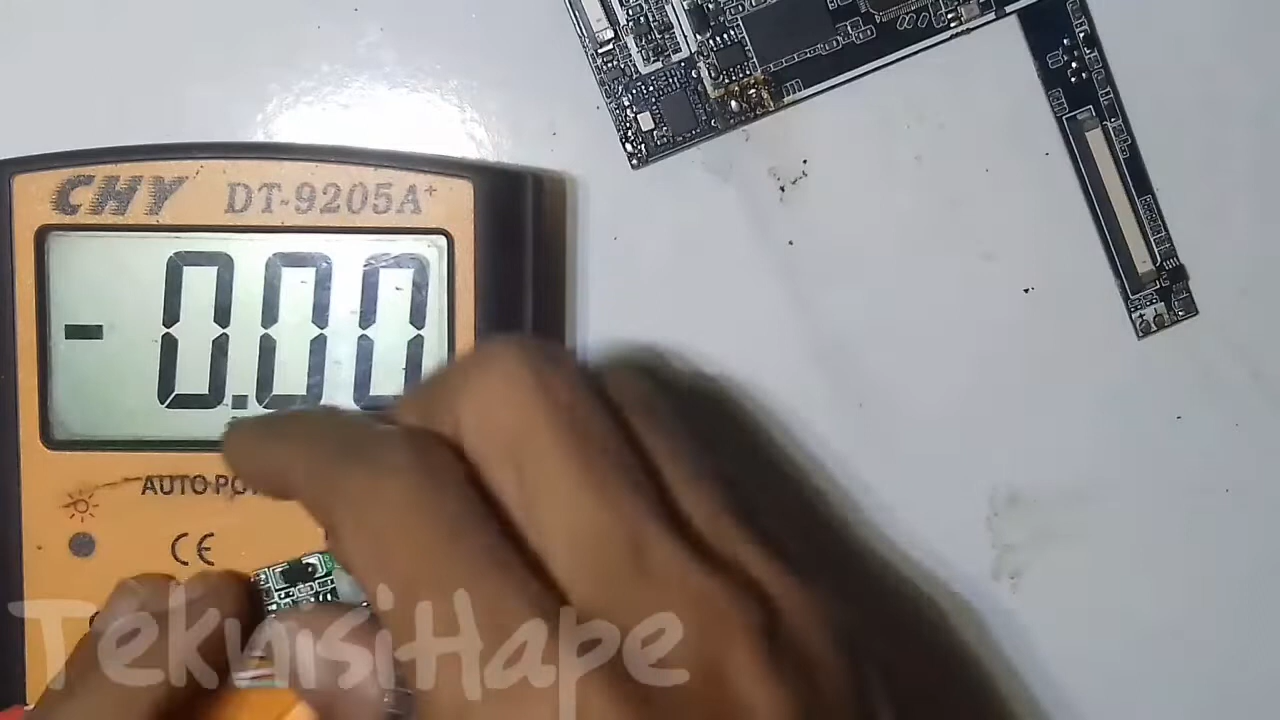 CHY DT-9205A+
- 0.00
AUTO PO
CE
TeknisiHape
+ -